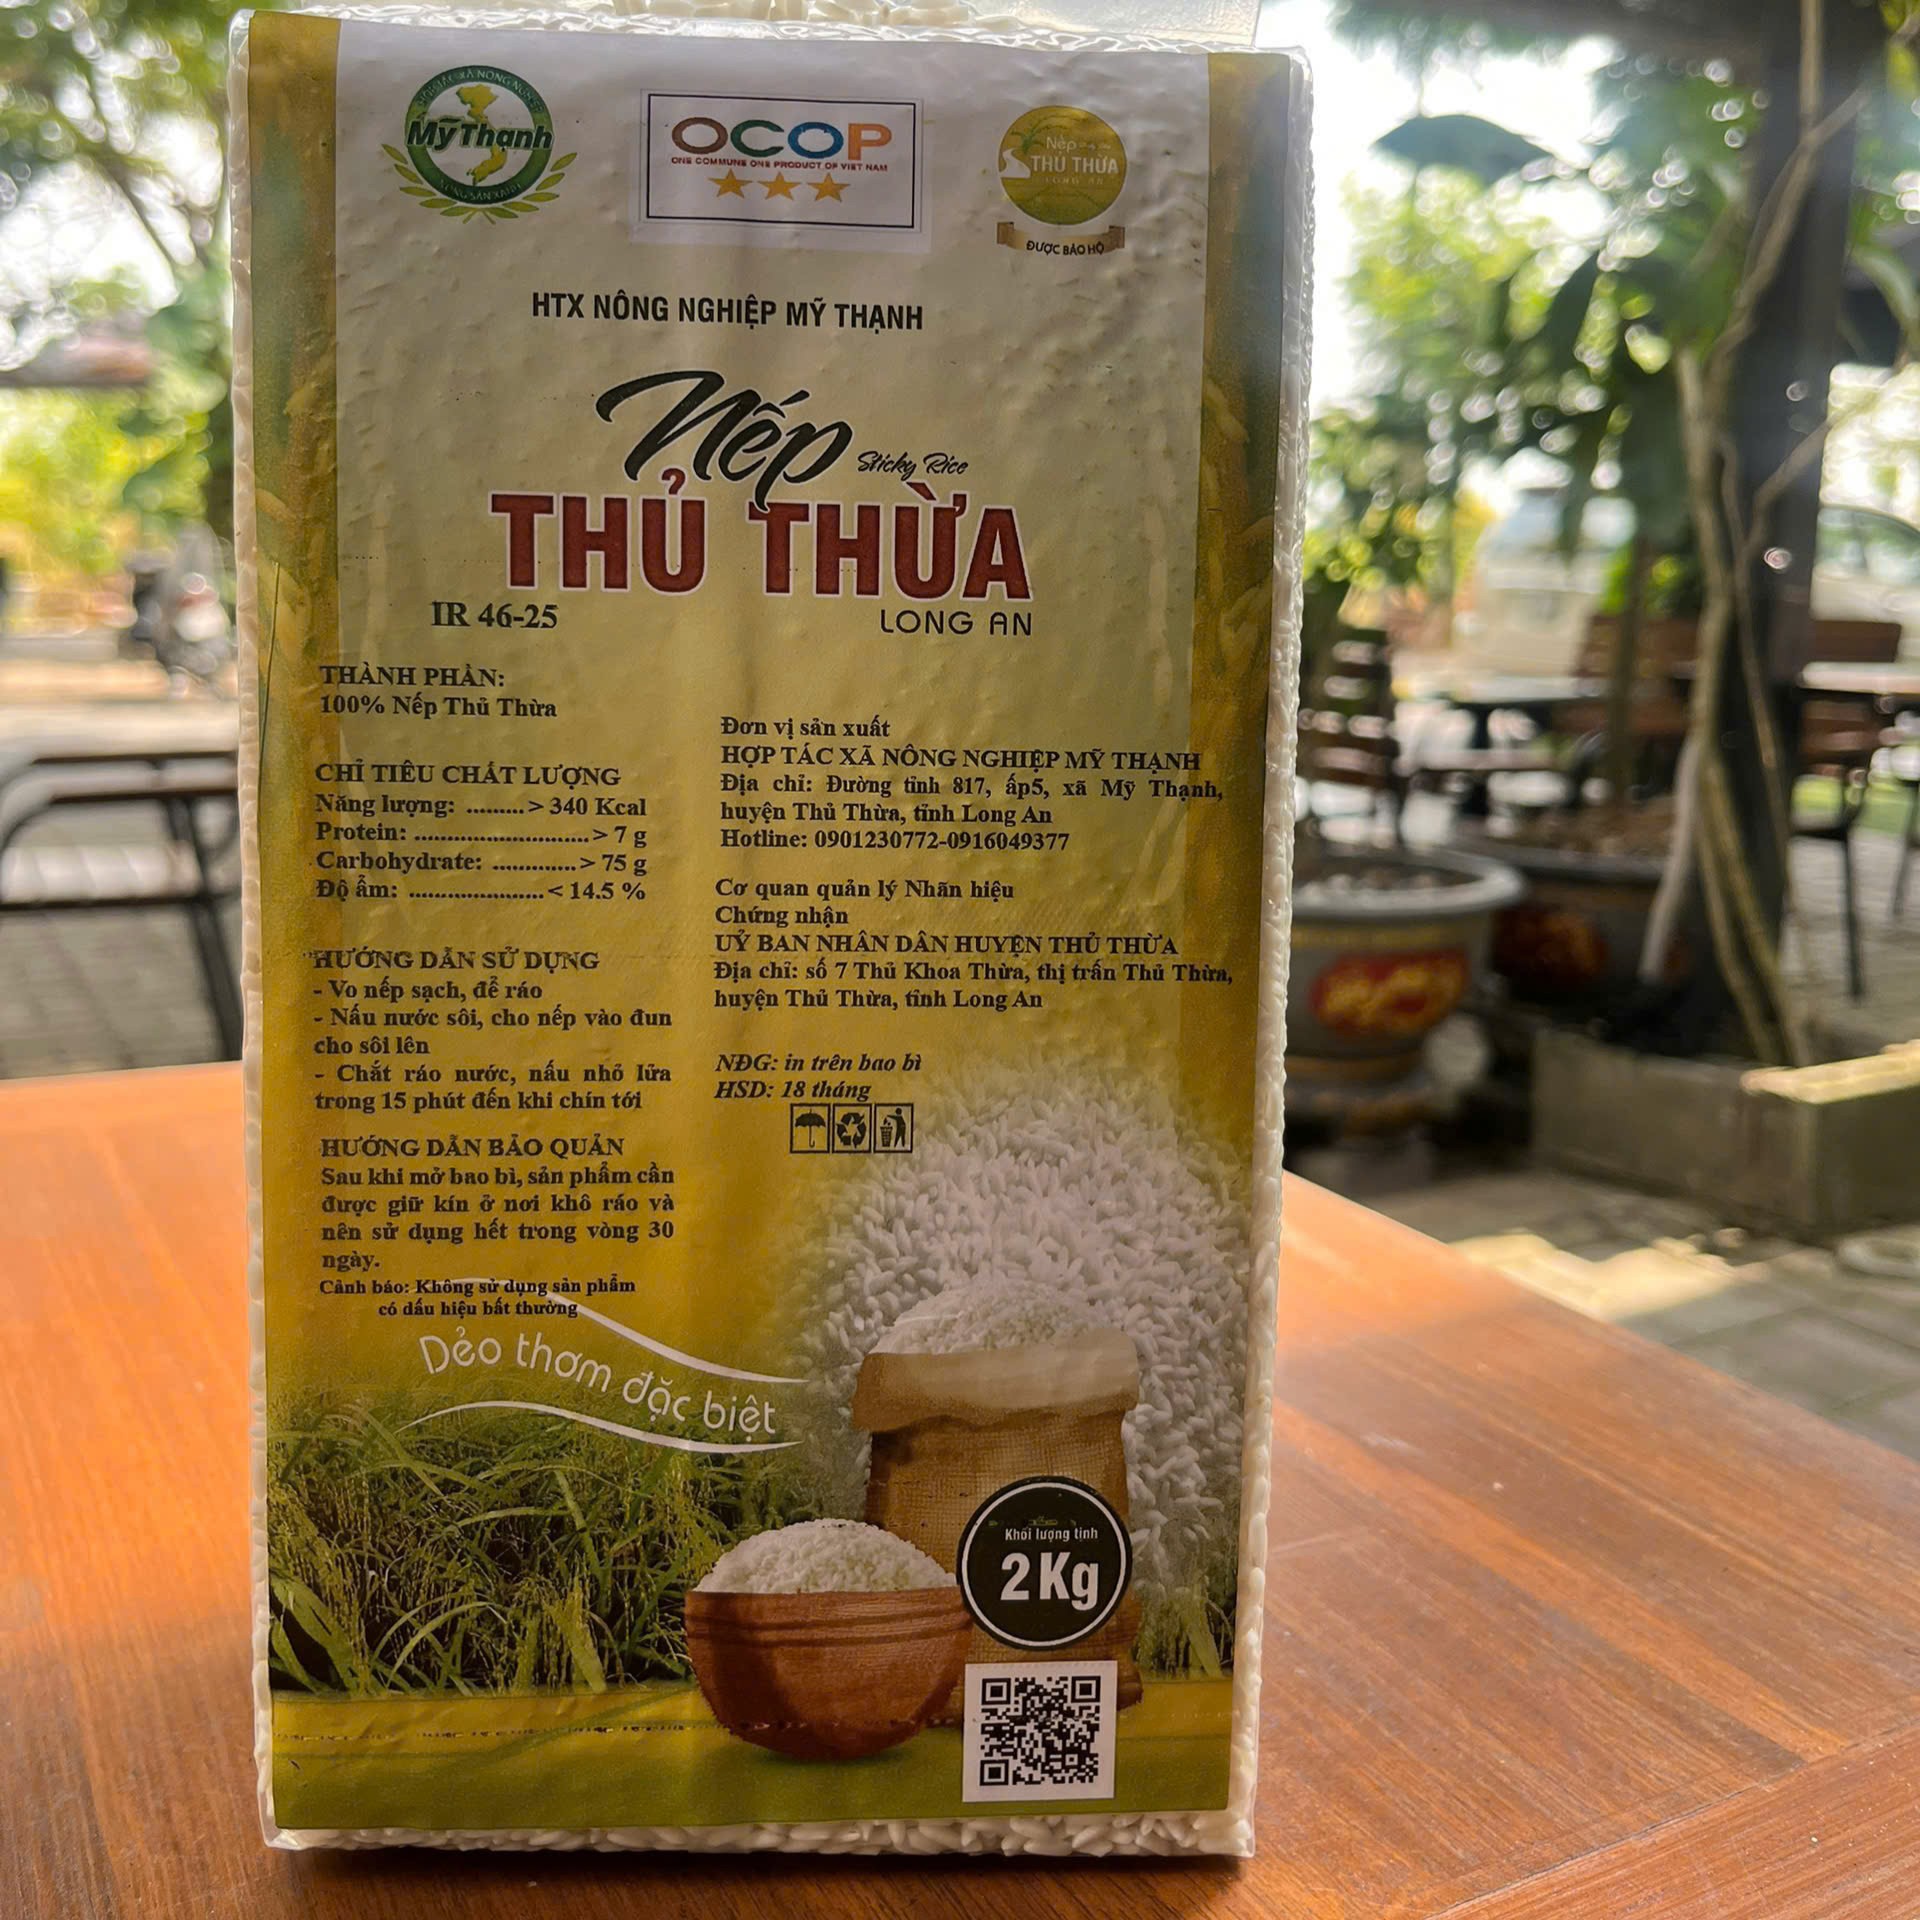 MỹThạnh
OCOP
ONE COMMUNE ONE PRODUCT OF VIET NAM
Nếp
THỦ THỪA
LONG AN
ĐƯỢC BẢO HỘ
HTX NÔNG NGHIỆP MỸ THẠNH
Nếp Sticky Rice
THỦ THỪA
LONG AN
IR 46-25
THÀNH PHẦN:
100% Nếp Thủ Thừa
CHỈ TIÊU CHẤT LƯỢNG
Năng lượng: .........> 340 Kcal
Protein: ............................> 7 g
Carbohydrate: .............> 75 g
Độ ẩm: ......................< 14.5 %
HƯỚNG DẪN SỬ DỤNG
- Vo nếp sạch, để ráo
- Nấu nước sôi, cho nếp vào đun
cho sôi lên
- Chắt ráo nước, nấu nhỏ lửa
trong 15 phút đến khi chín tới
HƯỚNG DẪN BẢO QUẢN
Sau khi mở bao bì, sản phẩm cần
được giữ kín ở nơi khô ráo và
nên sử dụng hết trong vòng 30
ngày.
Cảnh báo: Không sử dụng sản phẩm
có dấu hiệu bất thường
Đơn vị sản xuất
HỢP TÁC XÃ NÔNG NGHIỆP MỸ THẠNH
Địa chỉ: Đường tỉnh 817, ấp5, xã Mỹ Thạnh,
huyện Thủ Thừa, tỉnh Long An
Hotline: 0901230772-0916049377
Cơ quan quản lý Nhãn hiệu
Chứng nhận
UỶ BAN NHÂN DÂN HUYỆN THỦ THỪA
Địa chỉ: số 7 Thủ Khoa Thừa, thị trấn Thủ Thừa,
huyện Thủ Thừa, tỉnh Long An
NĐG: in trên bao bì
HSD: 18 tháng
Dẻo thơm đặc biệt
Khối lượng tịnh
2Kg